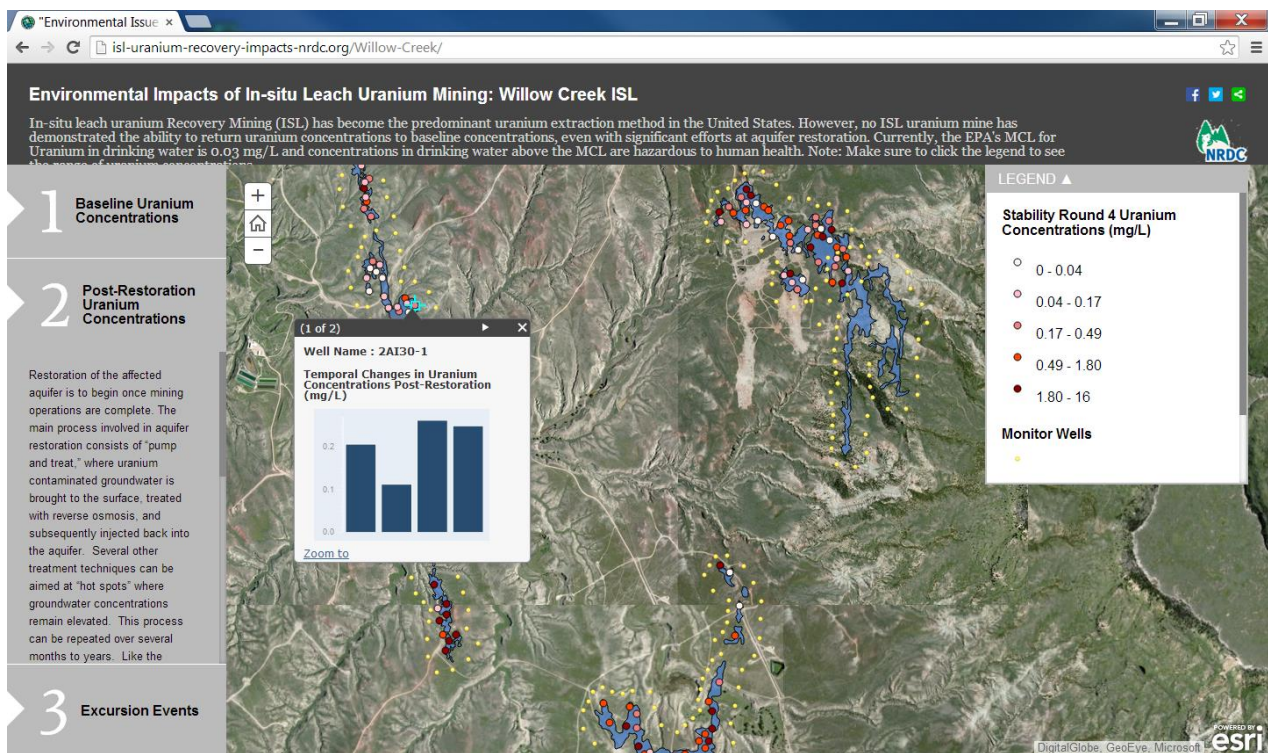 "Environmental Issue ×
isl-uranium-recovery-impacts-nrdc.org/Willow-Creek/
Environmental Impacts of In-situ Leach Uranium Mining: Willow Creek ISL
In-situ leach uranium Recovery Mining (ISL) has become the predominant uranium extraction method in the United States. However, no ISL uranium mine has
demonstrated the ability to return uranium concentrations to baseline concentrations, even with significant efforts at aquifer restoration. Currently, the EPA's MCL for
Uranium in drinking water is 0.03 mg/L and concentrations in drinking water above the MCL are hazardous to human health. Note: Make sure to click the legend to see
the range of uranium concentrations
NRDC
1
Baseline Uranium
Concentrations
2
Post-Restoration
Uranium
Concentrations
Restoration of the affected
aquifer is to begin once mining
operations are complete. The
main process involved in aquifer
restoration consists of "pump
and treat," where uranium
contaminated groundwater is
brought to the surface, treated
with reverse osmosis, and
subsequently injected back into
the aquifer. Several other
treatment techniques can be
aimed at "hot spots" where
groundwater concentrations
remain elevated. This process
can be repeated over several
months to years. Like the
3
Excursion Events
+
−
(1 of 2)
Well Name : 2AI30-1
Temporal Changes in Uranium
Concentrations Post-Restoration
(mg/L)
0.2
0.1
0.0
Zoom to
LEGEND ▲
Stability Round 4 Uranium
Concentrations (mg/L)
0 - 0.04
0.04 - 0.17
0.17 - 0.49
0.49 - 1.80
1.80 - 16
Monitor Wells
POWERED BY
esri
DigitalGlobe, GeoEye, Microsoft